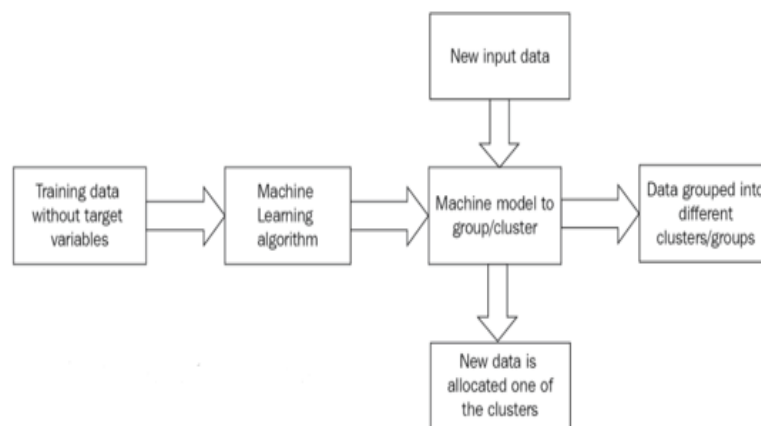 New input data
Training data
without target
variables
Machine
Learning
algorithm
Machine model to
group/cluster
Data grouped into
different
clusters/groups
New data is
allocated one of
the clusters